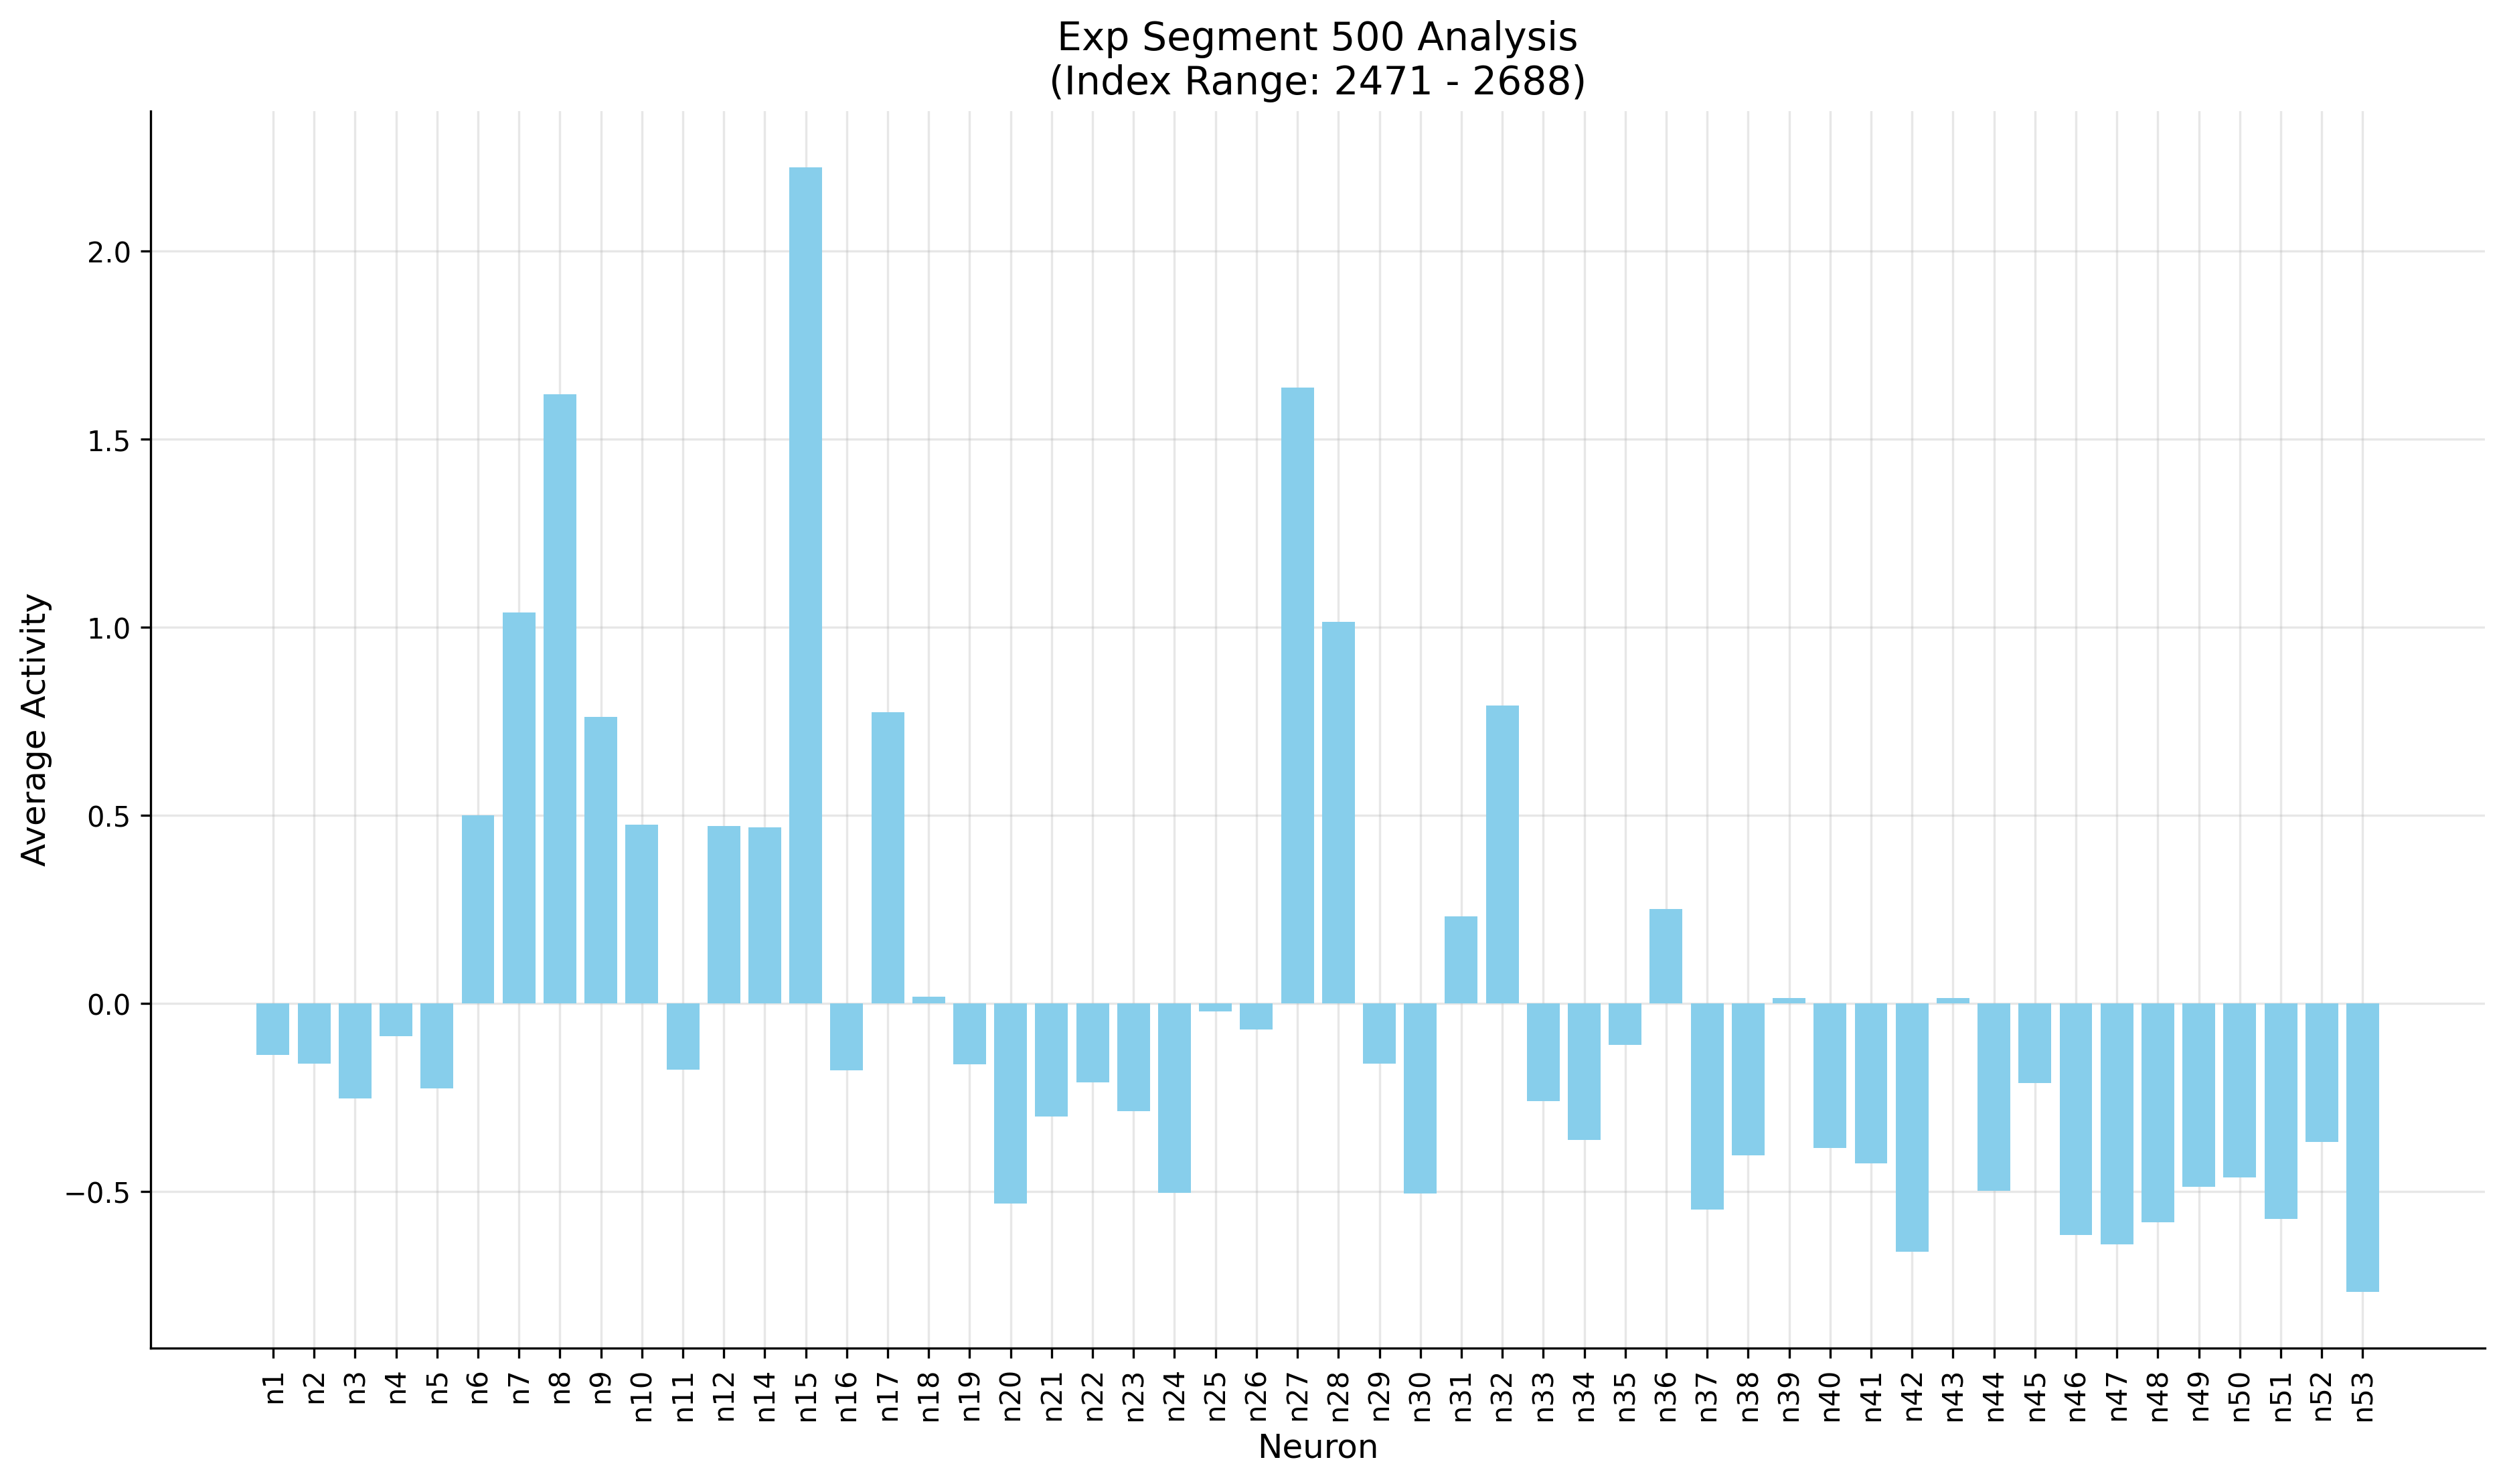 Exp Segment 500 Analysis
(Index Range: 2471 - 2688)
Average Activity
2.0
1.5
1.0
0.5
0.0
−0.5
n1
n2
n3
n4
n5
n6
n7
n8
n9
n10
n11
n12
n14
n15
n16
n17
n18
n19
n20
n21
n22
n23
n24
n25
n26
n27
n28
n29
n30
n31
n32
n33
n34
n35
n36
n37
n38
n39
n40
n41
n42
n43
n44
n45
n46
n47
n48
n49
n50
n51
n52
n53
Neuron